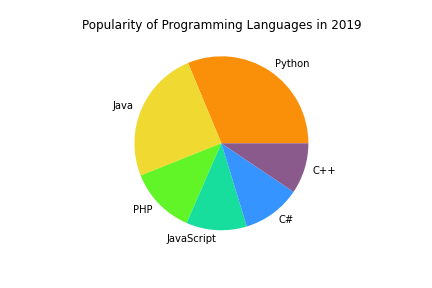 Popularity of Programming Languages in 2019
Python
Java
C++
PHP
C#
JavaScript